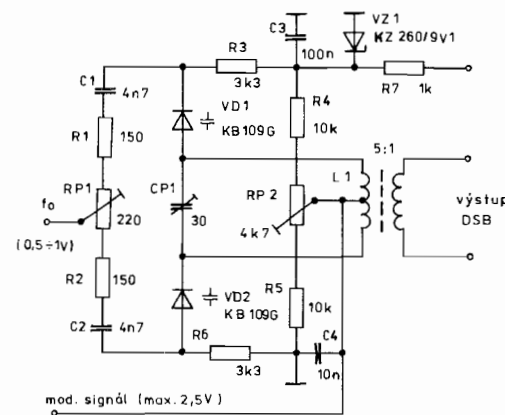 C3
100n
VZ1
KZ 260/9V1
R3
3k3
R7
1k
C1
4n7
VD1
KB109G
R4
10k
R1
150
5:1
L1
RP1
220
CP1
30
RP2
4k7
f₀
(0,5÷1V)
výstup
DSB
R2
150
VD2
KB109G
R5
10k
C2
4n7
R6
3k3
C4
10n
mod. signál (max. 2,5V)